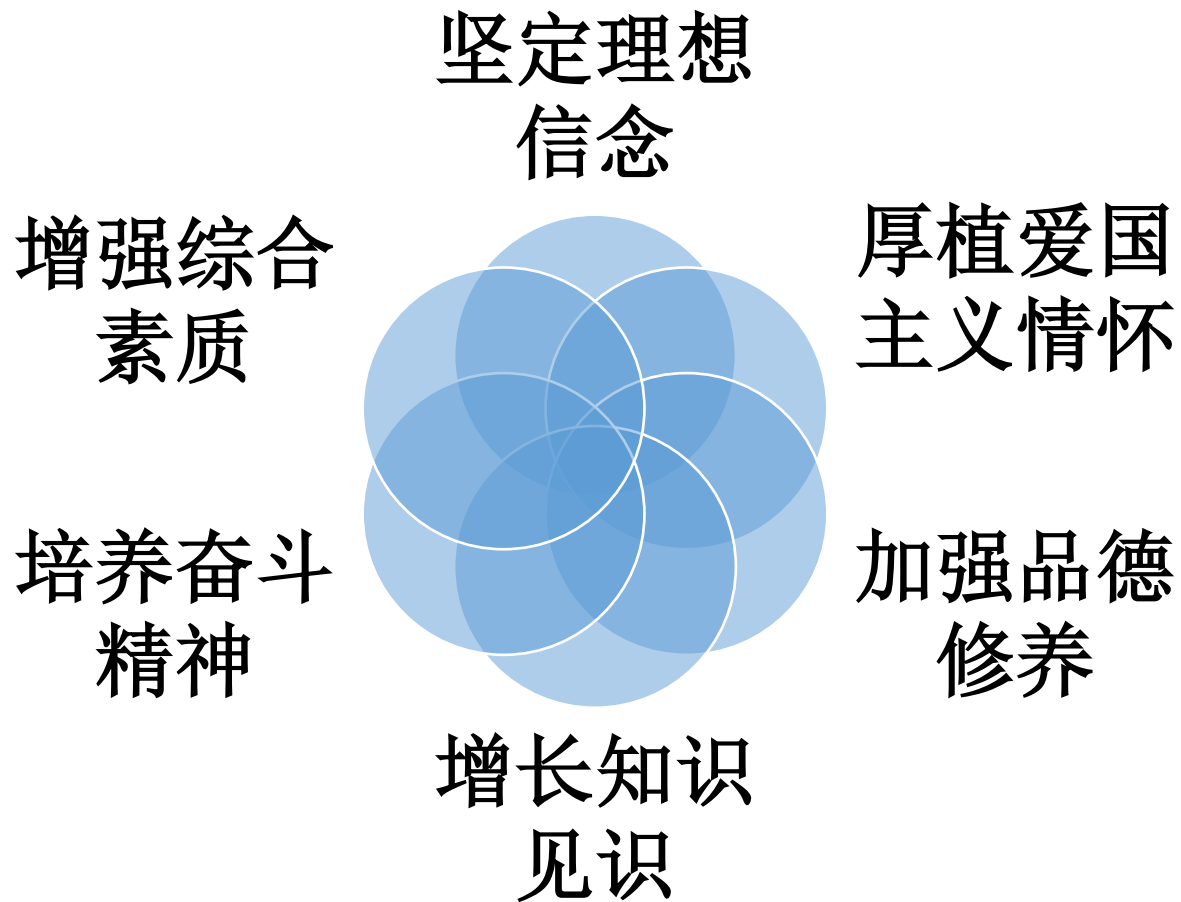 坚定理想
信念
厚植爱国
主义情怀
加强品德
修养
增长知识
见识
培养奋斗
精神
增强综合
素质